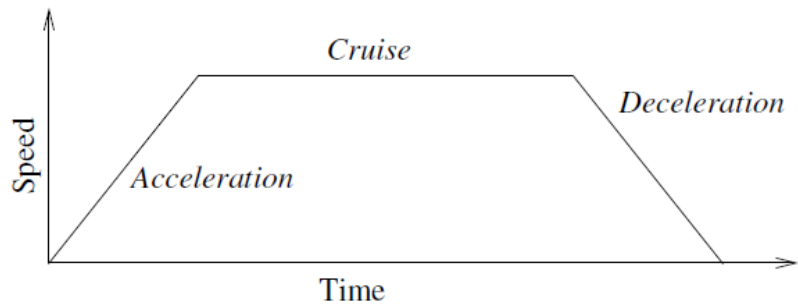 Cruise
Deceleration
Speed
Acceleration
Time